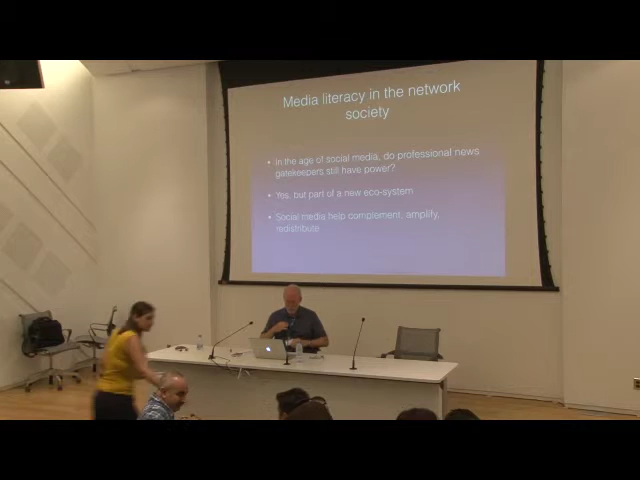 Media literacy in the network
society
• In the age of social media, do professional news
gatekeepers still have power?
• Yes, but part of a new eco-system
• Social media help complement, amplify,
redistribute